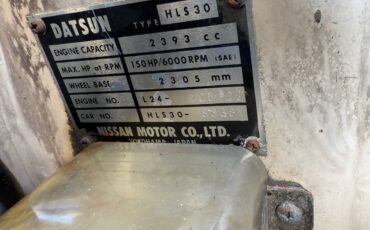 DATSUN TYPE HLS30
ENGINE CAPACITY 2393 CC
MAX. HP at RPM 150HP/6000RPM (SAE)
WHEEL BASE 2305 mm
ENGINE NO. L24-
CAR NO. HLS30-
NISSAN MOTOR CO., LTD.
YOKOHAMA JAPAN